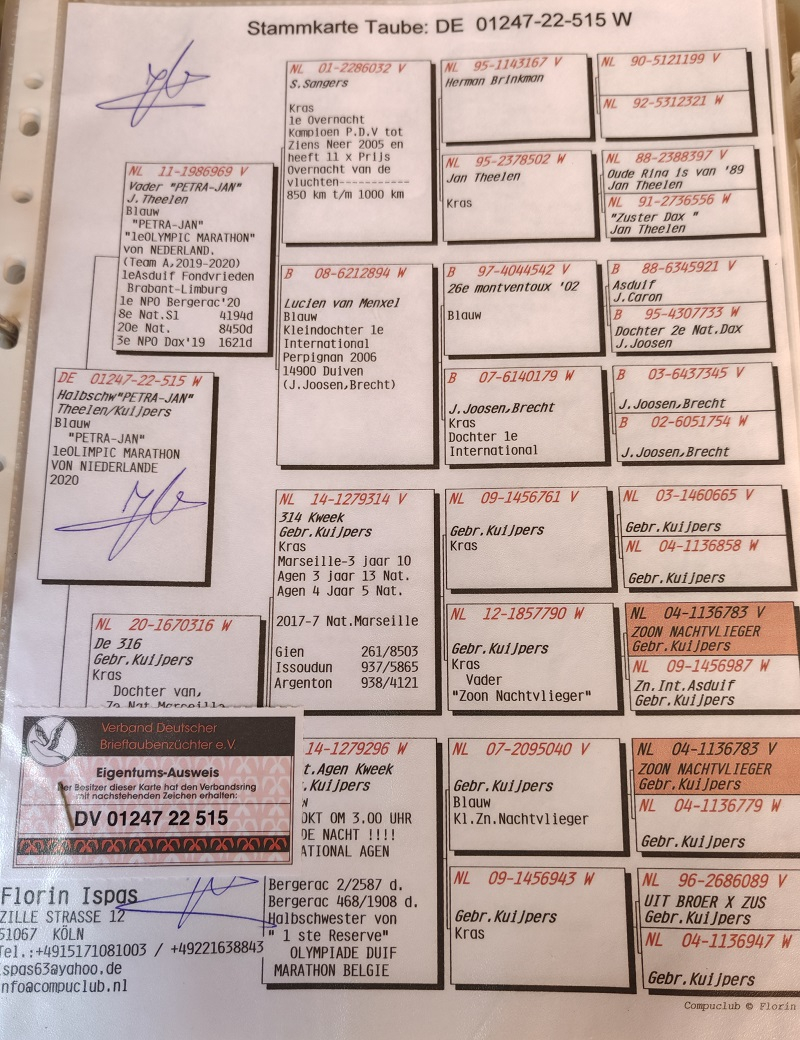 Stammkarte Taube: DE 01247-22-515 W
DE 01247-22-515 W
Halbschw"PETRA-JAN"
Theelen/Kuijpers
Blauw
"PETRA-JAN"
1eOLIMPIC MARATHON
VON NIEDERLANDE
2020
NL 11-1986969 V
Vader "PETRA-JAN"
J.Theelen
Blauw
"PETRA-JAN"
"1eOLYMPIC MARATHON"
von NEDERLAND.
(Team A,2019-2020)
1eAsduif Fondvrieden
Brabant-Limburg
1e NPO Bergerac'20
8e Nat.S1 4194d
20e Nat. 8450d
3e NPO Dax'19 1621d
NL 20-1670316 W
De 316
Gebr.Kuijpers
Kras
Dochter van,
7e Nat Marseille
NL 01-2286032 V
S.Sangers
Kras
1e Overnacht
Kampioen P.D.V tot
Ziens Neer 2005 en
heeft 11 x Prijs
Overnacht van de
vluchten-----------
850 km t/m 1000 km
B 08-6212894 W
Lucien van Menxel
Blauw
Kleindochter 1e
International
Perpignan 2006
14900 Duiven
(J.Joosen,Brecht)
NL 14-1279314 V
314 Kweek
Gebr.Kuijpers
Kras
Marseille-3 jaar 10
Agen 3 jaar 13 Nat.
Agen 4 Jaar 5 Nat.
2017-7 Nat.Marseille
Gien 261/8503
Issoudun 937/5865
Argenton 938/4121
14-1279296 W
t.Agen Kweek
.Kuijpers
OKT OM 3.00 UHR
DE NACHT !!!!
ATIONAL AGEN
Bergerac 2/2587 d.
Bergerac 468/1908 d.
Halbschwester von
" 1 ste Reserve"
OLYMPIADE DUIF
MARATHON BELGIE
NL 95-1143167 V
Herman Brinkman
NL 95-2378502 W
Jan Theelen
Kras
B 97-4044542 V
26e montventoux '02
Blauw
B 07-6140179 W
J.Joosen,Brecht
Kras
Dochter 1e
International
NL 09-1456761 V
Gebr.Kuijpers
Kras
NL 12-1857790 W
Gebr.Kuijpers
Kras
Vader
"Zoon Nachtvlieger"
NL 07-2095040 V
Gebr.Kuijpers
Blauw
Kl.Zn.Nachtvlieger
NL 09-1456943 W
Gebr.Kuijpers
Kras
NL 90-5121199 V
NL 92-5312321 W
NL 88-2388397 V
Oude Ring is van '89
Jan Theelen
NL 91-2736556 W
"Zuster Dax "
Jan Theelen
B 88-6345921 V
Asduif
J.Caron
B 95-4307733 W
Dochter 2e Nat.Dax
J.Joosen
B 03-6437345 V
J.Joosen,Brecht
B 02-6051754 W
J.Joosen,Brecht
NL 03-1460665 V
Gebr.Kuijpers
NL 04-1136858 W
Gebr.Kuijpers
NL 04-1136783 V
ZOON NACHTVLIEGER
Gebr.Kuijpers
NL 09-1456987 W
Zn.Int.Asduif
Gebr.Kuijpers
NL 04-1136783 V
ZOON NACHTVLIEGER
Gebr.Kuijpers
NL 04-1136779 W
Gebr.Kuijpers
NL 96-2686089 V
UIT BROER X ZUS
Gebr.Kuijpers
NL 04-1136947 W
Gebr.Kuijpers
Verband Deutscher
Brieftaubenzüchter e.V.
Eigentums-Ausweis
Der Besitzer dieser Karte hat den Verbandsring
mit nachstehenden Zeichen erhalten:
DV 01247 22 515
Florin Ispas
ZILLE STRASSE 12
51067 KÖLN
Tel.:+4915171081003 / +49221638843
ispas63@yahoo.de
info@compuclub.nl
Compuclub © Florin